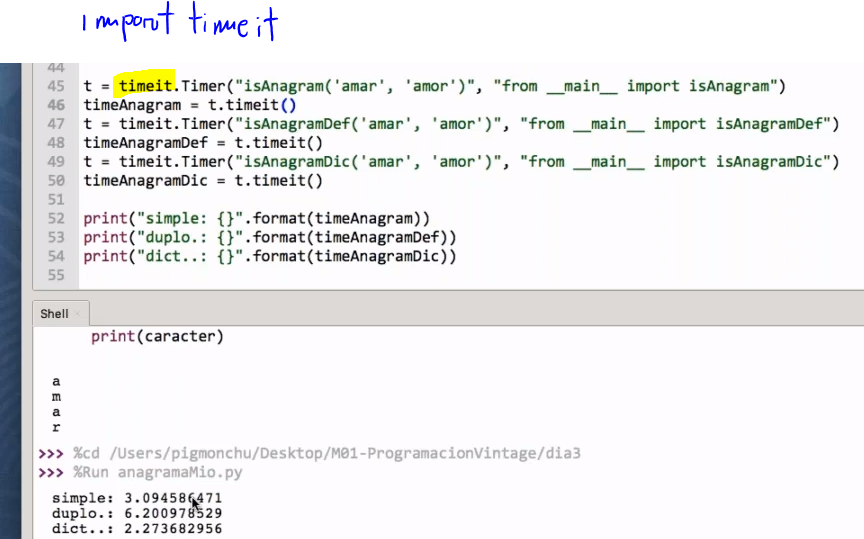 import timeit
44
45 t = timeit.Timer("isAnagram('amar', 'amor')", "from __main__ import isAnagram")
46 timeAnagram = t.timeit()
47 t = timeit.Timer("isAnagramDef('amar', 'amor')", "from __main__ import isAnagramDef")
48 timeAnagramDef = t.timeit()
49 t = timeit.Timer("isAnagramDic('amar', 'amor')", "from __main__ import isAnagramDic")
50 timeAnagramDic = t.timeit()
51
52 print("simple: {}".format(timeAnagram))
53 print("duplo.: {}".format(timeAnagramDef))
54 print("dict..: {}".format(timeAnagramDic))
55
Shell ×
print(caracter)
a
m
a
r
>>> %cd /Users/pigmonchu/Desktop/M01-ProgramacionVintage/dia3
>>> %Run anagramaMio.py
simple: 3.094586471
duplo.: 6.200978529
dict..: 2.273682956